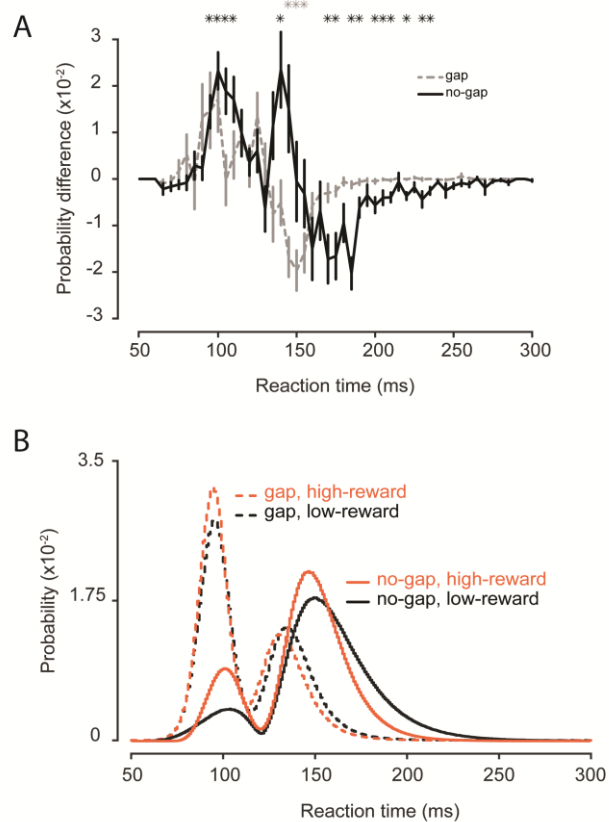 A
*** 
**** * ** ** *** * **
3
2
1
0
-1
-2
-3
Probability difference (x10-2)
gap
no-gap
50
100
150
200
250
300
Reaction time (ms)
B
3.5
1.75
0
Probability (x10-2)
gap, high-reward
gap, low-reward
no-gap, high-reward
no-gap, low-reward
50
100
150
200
250
300
Reaction time (ms)